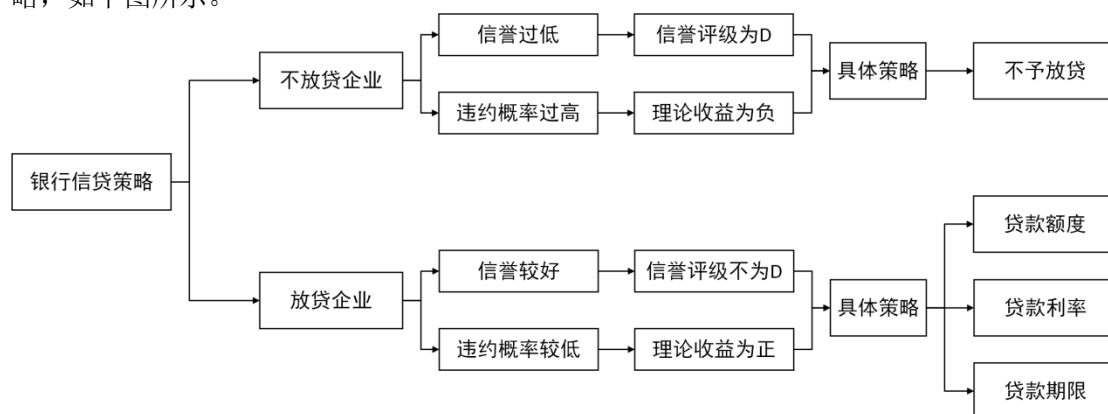 略，如下图所示。
信誉过低
信誉评级为D
不放贷企业
具体策略
不予放贷
违约概率过高
理论收益为负
银行信贷策略
贷款额度
信誉较好
信誉评级不为D
放贷企业
具体策略
贷款利率
违约概率较低
理论收益为正
贷款期限